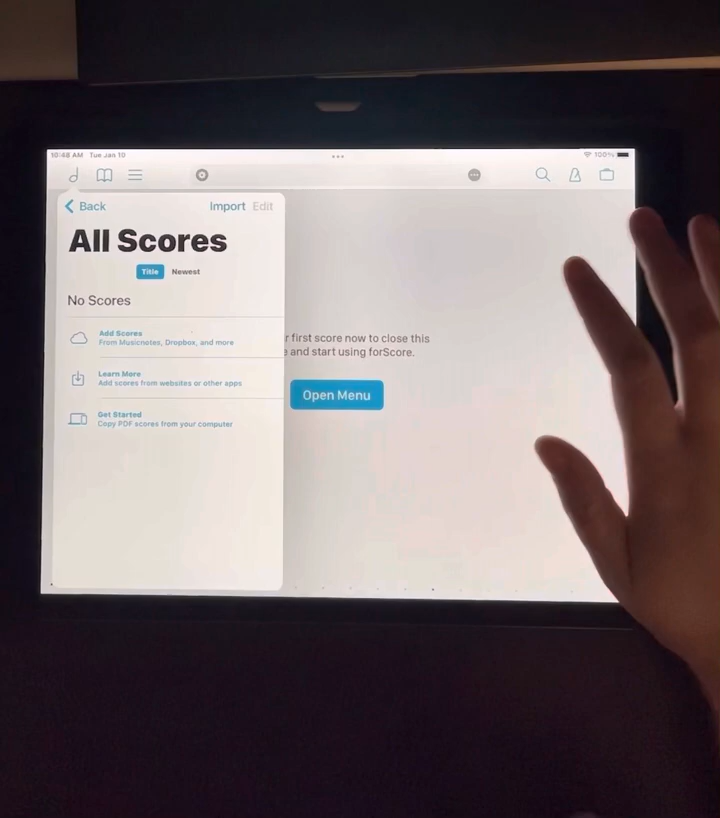 10:48 AM Tue Jan 10
100%
Back
Import Edit
All Scores
Title Newest
No Scores
Add Scores
From Musicnotes, Dropbox, and more
Learn More
Add scores from websites or other apps
Get Started
Copy PDF scores from your computer
first score now to close this
and start using forScore.
Open Menu